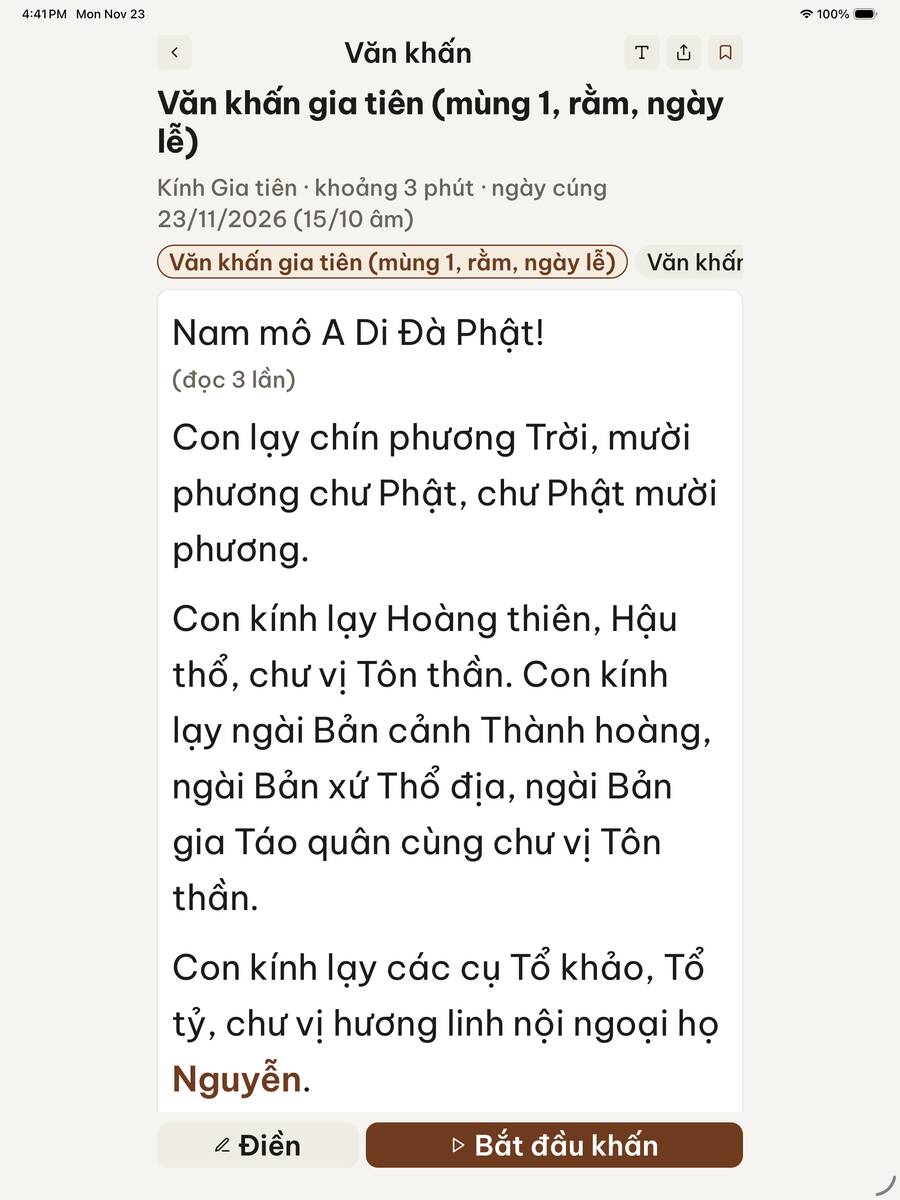 4:41 PM Mon Nov 23
100%
Văn khấn
Văn khấn gia tiên (mùng 1, rằm, ngày
lễ)
Kính Gia tiên · khoảng 3 phút · ngày cúng
23/11/2026 (15/10 âm)
Văn khấn gia tiên (mùng 1, rằm, ngày lễ)
Văn khấn
Nam mô A Di Đà Phật!
(đọc 3 lần)
Con lạy chín phương Trời, mười
phương chư Phật, chư Phật mười
phương.
Con kính lạy Hoàng thiên, Hậu
thổ, chư vị Tôn thần. Con kính
lạy ngài Bản cảnh Thành hoàng,
ngài Bản xứ Thổ địa, ngài Bản
gia Táo quân cùng chư vị Tôn
thần.
Con kính lạy các cụ Tổ khảo, Tổ
tỷ, chư vị hương linh nội ngoại họ
Nguyễn.
Điền
Bắt đầu khấn